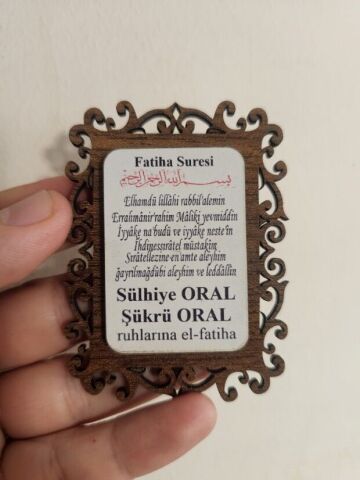 Fatiha Suresi
بسم الله الرحمن الرحيم
Elhamdü lillâhi rabbil'alemin
Errahmânir'rahim Mâliki yevmiddin
İyyâke na'budü ve iyyâke neste'în
İhdinessırâtel müstakim
Sırâtellezine en'amte aleyhim
ğayrilmağdûbi aleyhim ve leddâllîn
Sülhiye ORAL
Şükrü ORAL
ruhlarına el-fatiha